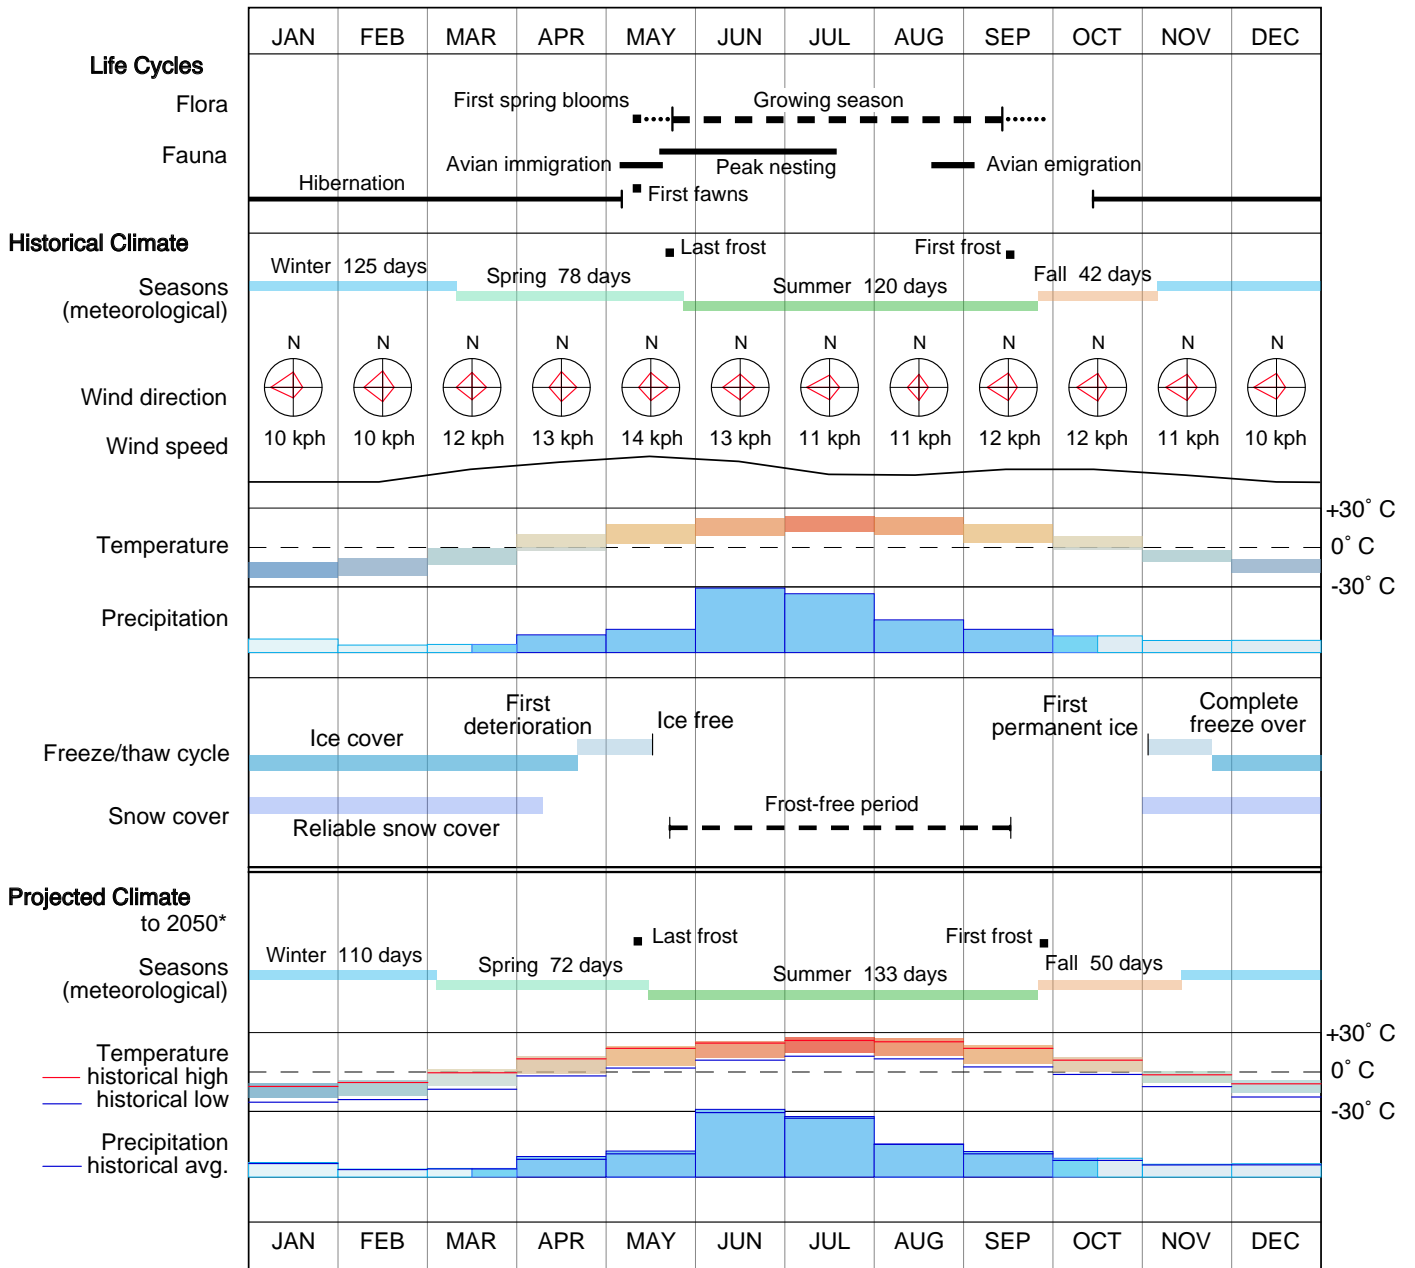 JAN FEB MAR APR MAY JUN JUL AUG SEP OCT NOV DEC
Life Cycles
Flora
First spring blooms
Growing season
Fauna
Avian immigration
Peak nesting
Avian emigration
Hibernation
First fawns
Historical Climate
Last frost
First frost
Seasons
(meteorological)
Winter 125 days
Spring 78 days
Summer 120 days
Fall 42 days
N N N N N N N N N N N N
Wind direction
Wind speed
10 kph 10 kph 12 kph 13 kph 14 kph 13 kph 11 kph 11 kph 12 kph 12 kph 11 kph 10 kph
+30° C
Temperature
0° C
-30° C
Precipitation
First
deterioration
Ice free
First
permanent ice
Complete
freeze over
Ice cover
Freeze/thaw cycle
Snow cover
Reliable snow cover
Frost-free period
Projected Climate
to 2050*
Last frost
First frost
Seasons
(meteorological)
Winter 110 days
Spring 72 days
Summer 133 days
Fall 50 days
+30° C
Temperature
historical high
0° C
historical low
-30° C
Precipitation
historical avg.
JAN FEB MAR APR MAY JUN JUL AUG SEP OCT NOV DEC